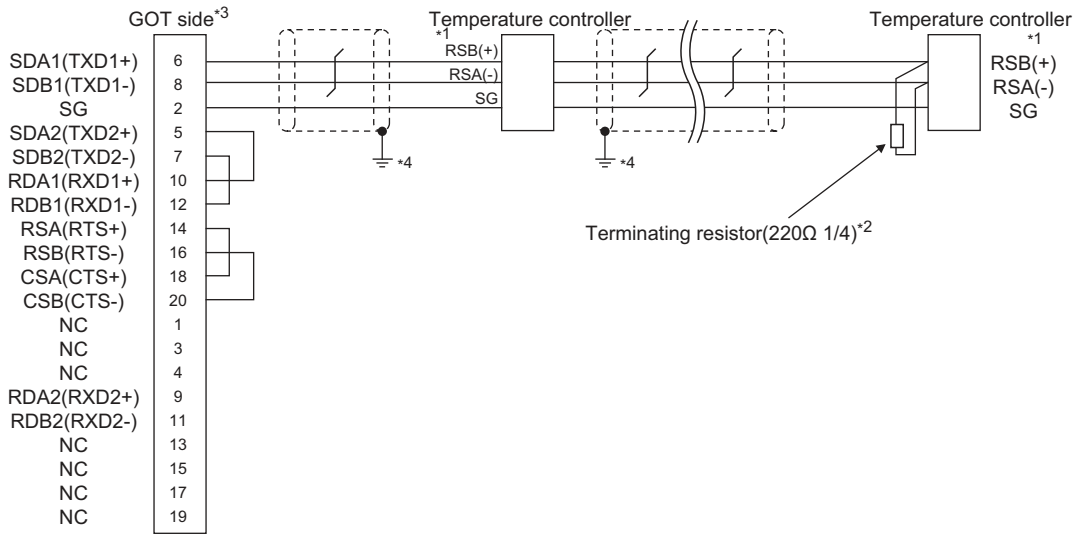 GOT side*3
Temperature controller
*1
Temperature controller
*1
SDA1(TXD1+) 6 RSB(+) RSB(+)
SDB1(TXD1-) 8 RSA(-) RSA(-)
SG 2 SG SG
SDA2(TXD2+) 5
SDB2(TXD2-) 7 *4 *4
RDA1(RXD1+) 10
RDB1(RXD1-) 12
RSA(RTS+) 14 Terminating resistor(220Ω 1/4)*2
RSB(RTS-) 16
CSA(CTS+) 18
CSB(CTS-) 20
NC 1
NC 3
NC 4
RDA2(RXD2+) 9
RDB2(RXD2-) 11
NC 13
NC 15
NC 17
NC 19